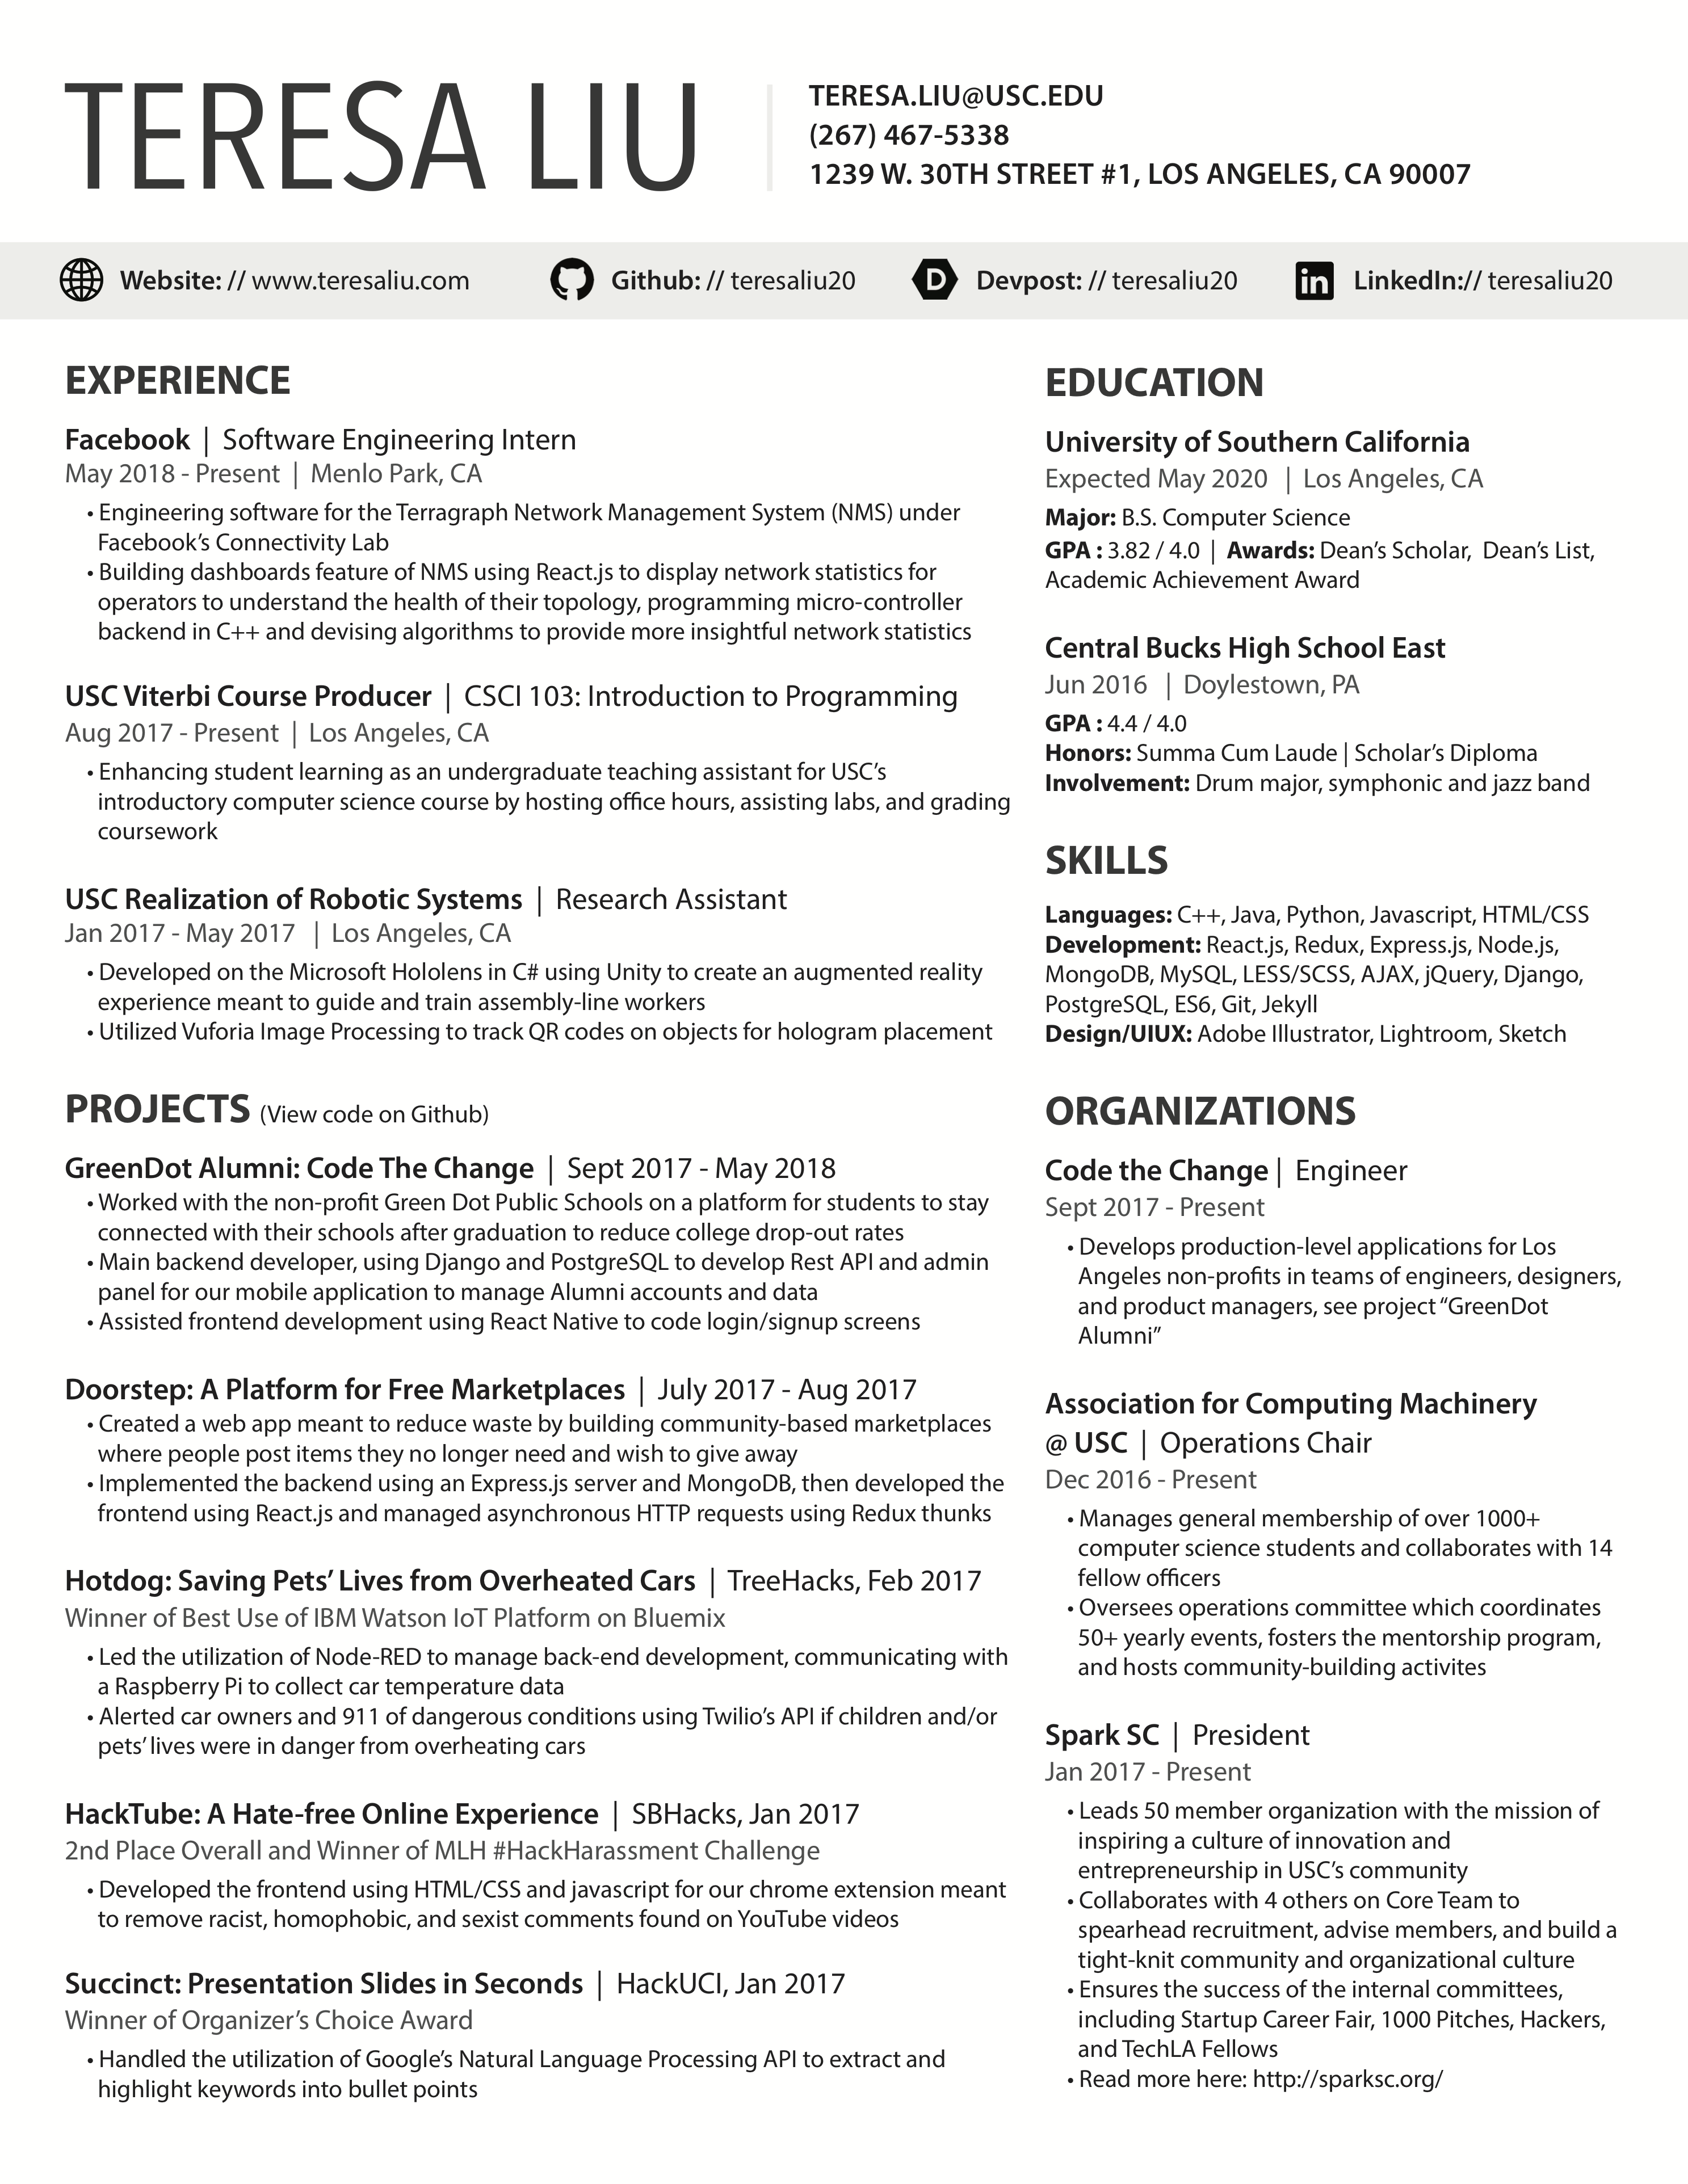 TERESA LIU
TERESA.LIU@USC.EDU
(267) 467-5338
1239 W. 30TH STREET #1, LOS ANGELES, CA 90007
Website: // www.teresaliu.com
Github: // teresaliu20
Devpost: // teresaliu20
LinkedIn:// teresaliu20
EXPERIENCE
Facebook | Software Engineering Intern
May 2018 - Present | Menlo Park, CA
• Engineering software for the Terragraph Network Management System (NMS) under
Facebook’s Connectivity Lab
• Building dashboards feature of NMS using React.js to display network statistics for
operators to understand the health of their topology, programming micro-controller
backend in C++ and devising algorithms to provide more insightful network statistics
USC Viterbi Course Producer | CSCI 103: Introduction to Programming
Aug 2017 - Present | Los Angeles, CA
• Enhancing student learning as an undergraduate teaching assistant for USC’s
introductory computer science course by hosting office hours, assisting labs, and grading
coursework
USC Realization of Robotic Systems | Research Assistant
Jan 2017 - May 2017 | Los Angeles, CA
• Developed on the Microsoft Hololens in C# using Unity to create an augmented reality
experience meant to guide and train assembly-line workers
• Utilized Vuforia Image Processing to track QR codes on objects for hologram placement
PROJECTS (View code on Github)
GreenDot Alumni: Code The Change | Sept 2017 - May 2018
• Worked with the non-profit Green Dot Public Schools on a platform for students to stay
connected with their schools after graduation to reduce college drop-out rates
• Main backend developer, using Django and PostgreSQL to develop Rest API and admin
panel for our mobile application to manage Alumni accounts and data
• Assisted frontend development using React Native to code login/signup screens
Doorstep: A Platform for Free Marketplaces | July 2017 - Aug 2017
• Created a web app meant to reduce waste by building community-based marketplaces
where people post items they no longer need and wish to give away
• Implemented the backend using an Express.js server and MongoDB, then developed the
frontend using React.js and managed asynchronous HTTP requests using Redux thunks
Hotdog: Saving Pets’ Lives from Overheated Cars | TreeHacks, Feb 2017
Winner of Best Use of IBM Watson IoT Platform on Bluemix
• Led the utilization of Node-RED to manage back-end development, communicating with
a Raspberry Pi to collect car temperature data
• Alerted car owners and 911 of dangerous conditions using Twilio’s API if children and/or
pets’ lives were in danger from overheating cars
HackTube: A Hate-free Online Experience | SBHacks, Jan 2017
2nd Place Overall and Winner of MLH #HackHarassment Challenge
• Developed the frontend using HTML/CSS and javascript for our chrome extension meant
to remove racist, homophobic, and sexist comments found on YouTube videos
Succinct: Presentation Slides in Seconds | HackUCI, Jan 2017
Winner of Organizer’s Choice Award
• Handled the utilization of Google’s Natural Language Processing API to extract and
highlight keywords into bullet points
EDUCATION
University of Southern California
Expected May 2020 | Los Angeles, CA
Major: B.S. Computer Science
GPA : 3.82 / 4.0 | Awards: Dean’s Scholar, Dean’s List,
Academic Achievement Award
Central Bucks High School East
Jun 2016 | Doylestown, PA
GPA : 4.4 / 4.0
Honors: Summa Cum Laude | Scholar’s Diploma
Involvement: Drum major, symphonic and jazz band
SKILLS
Languages: C++, Java, Python, Javascript, HTML/CSS
Development: React.js, Redux, Express.js, Node.js,
MongoDB, MySQL, LESS/SCSS, AJAX, jQuery, Django,
PostgreSQL, ES6, Git, Jekyll
Design/UIUX: Adobe Illustrator, Lightroom, Sketch
ORGANIZATIONS
Code the Change | Engineer
Sept 2017 - Present
• Develops production-level applications for Los
Angeles non-profits in teams of engineers, designers,
and product managers, see project “GreenDot
Alumni”
Association for Computing Machinery
@ USC | Operations Chair
Dec 2016 - Present
• Manages general membership of over 1000+
computer science students and collaborates with 14
fellow officers
• Oversees operations committee which coordinates
50+ yearly events, fosters the mentorship program,
and hosts community-building activites
Spark SC | President
Jan 2017 - Present
• Leads 50 member organization with the mission of
inspiring a culture of innovation and
entrepreneurship in USC’s community
• Collaborates with 4 others on Core Team to
spearhead recruitment, advise members, and build a
tight-knit community and organizational culture
• Ensures the success of the internal committees,
including Startup Career Fair, 1000 Pitches, Hackers,
and TechLA Fellows
• Read more here: http://sparksc.org/